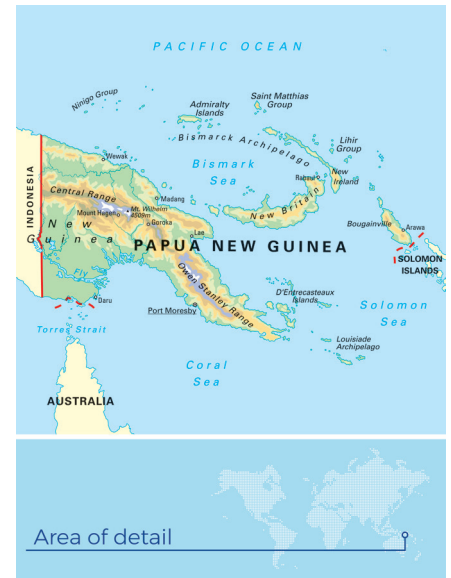 PACIFIC OCEAN
Ninigo Group
Saint Matthias
Group
Admiralty
Islands
Bismarck Archipelago
Lihir
Group
Wewak
Bismark
Sea
Rabaul
New
Ireland
INDONESIA
Central Range
Madang
Mt. Wilhelm
4509m
Mount Hagen
Goroka
New Britain
Bougainville
Arawa
New
Guinea
Lae
PAPUA NEW GUINEA
SOLOMON
ISLANDS
Fly
Owen Stanley Range
Daru
D'Entrecasteaux
Islands
Solomon
Sea
Port Moresby
Torres Strait
Louisiade
Archipelago
Coral
Sea
AUSTRALIA
Area of detail